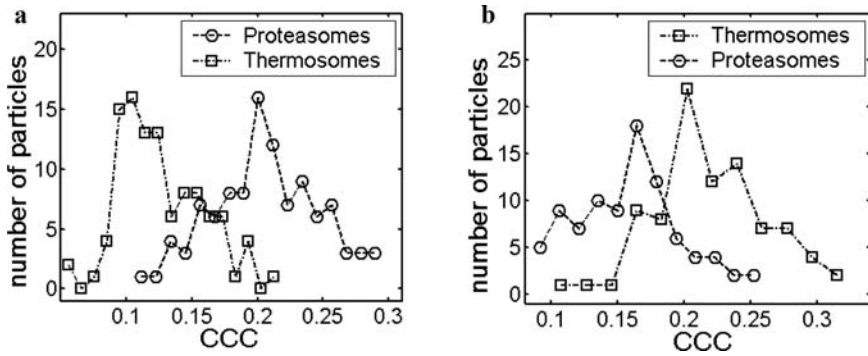 a
Proteasomes
Thermosomes
number of particles
20
15
10
5
0
0.1
0.15
0.2
0.25
0.3
CCC
b
Thermosomes
Proteasomes
number of particles
25
20
15
10
5
0
0.1
0.15
0.2
0.25
0.3
CCC